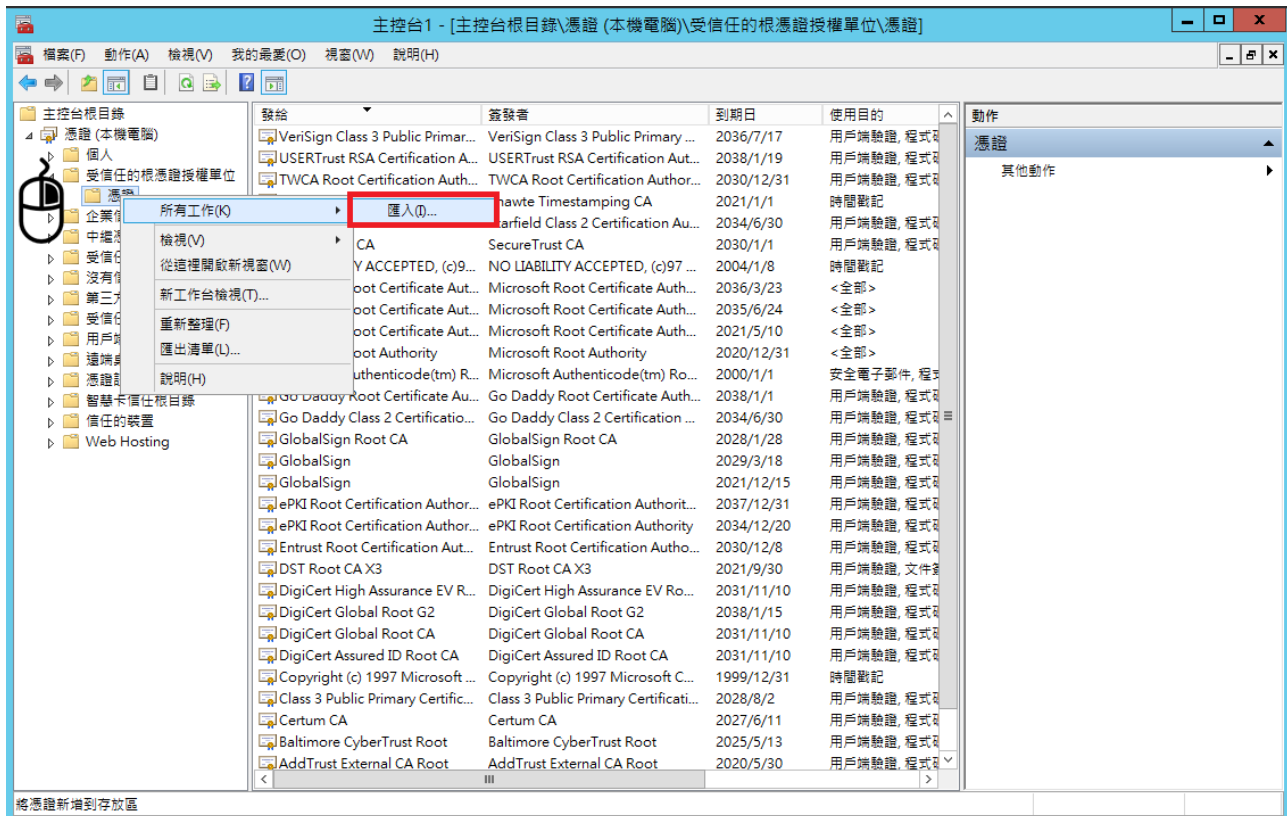 主控台1 - [主控台根目錄\憑證 (本機電腦)\受信任的根憑證授權單位\憑證]
檔案(F) 動作(A) 檢視(V) 我的最愛(O) 視窗(W) 說明(H)
主控台根目錄
憑證 (本機電腦)
個人
受信任的根憑證授權單位
憑證
企業信
中繼憑
受信任
沒有信
第三方
受信任
用戶端
遠端桌
憑證註
智慧卡信任根目錄
信任的裝置
Web Hosting
所有工作(K)
匯入(I)...
檢視(V)
從這裡開啟新視窗(W)
新工作台檢視(T)...
重新整理(F)
匯出清單(L)...
說明(H)
發給 簽發者 到期日 使用目的
VeriSign Class 3 Public Primar... VeriSign Class 3 Public Primary ... 2036/7/17 用戶端驗證, 程式碼
USERTrust RSA Certification A... USERTrust RSA Certification Aut... 2038/1/19 用戶端驗證, 程式碼
TWCA Root Certification Auth... TWCA Root Certification Author... 2030/12/31 用戶端驗證, 程式碼
hawte Timestamping CA 2021/1/1 時間戳記
tarfield Class 2 Certification Au... 2034/6/30 用戶端驗證, 程式碼
CA SecureTrust CA 2030/1/1 用戶端驗證, 程式碼
Y ACCEPTED, (c)9... NO LIABILITY ACCEPTED, (c)97 ... 2004/1/8 時間戳記
oot Certificate Aut... Microsoft Root Certificate Auth... 2036/3/23 <全部>
oot Certificate Aut... Microsoft Root Certificate Auth... 2035/6/24 <全部>
oot Certificate Aut... Microsoft Root Certificate Auth... 2021/5/10 <全部>
oot Authority Microsoft Root Authority 2020/12/31 <全部>
uthenticode(tm) R... Microsoft Authenticode(tm) Ro... 2000/1/1 安全電子郵件, 程式
Go Daddy Root Certificate Au... Go Daddy Root Certificate Auth... 2038/1/1 用戶端驗證, 程式碼
Go Daddy Class 2 Certificatio... Go Daddy Class 2 Certification ... 2034/6/30 用戶端驗證, 程式碼
GlobalSign Root CA GlobalSign Root CA 2028/1/28 用戶端驗證, 程式碼
GlobalSign GlobalSign 2029/3/18 用戶端驗證, 程式碼
GlobalSign GlobalSign 2021/12/15 用戶端驗證, 程式碼
ePKI Root Certification Author... ePKI Root Certification Authorit... 2037/12/31 用戶端驗證, 程式碼
ePKI Root Certification Author... ePKI Root Certification Authority 2034/12/20 用戶端驗證, 程式碼
Entrust Root Certification Aut... Entrust Root Certification Autho... 2030/12/8 用戶端驗證, 程式碼
DST Root CA X3 DST Root CA X3 2021/9/30 用戶端驗證, 文件簽
DigiCert High Assurance EV R... DigiCert High Assurance EV Ro... 2031/11/10 用戶端驗證, 程式碼
DigiCert Global Root G2 DigiCert Global Root G2 2038/1/15 用戶端驗證, 程式碼
DigiCert Global Root CA DigiCert Global Root CA 2031/11/10 用戶端驗證, 程式碼
DigiCert Assured ID Root CA DigiCert Assured ID Root CA 2031/11/10 用戶端驗證, 程式碼
Copyright (c) 1997 Microsoft ... Copyright (c) 1997 Microsoft C... 1999/12/31 時間戳記
Class 3 Public Primary Certific... Class 3 Public Primary Certificati... 2028/8/2 用戶端驗證, 程式碼
Certum CA Certum CA 2027/6/11 用戶端驗證, 程式碼
Baltimore CyberTrust Root Baltimore CyberTrust Root 2025/5/13 用戶端驗證, 程式碼
AddTrust External CA Root AddTrust External CA Root 2020/5/30 用戶端驗證, 程式碼
動作
憑證
其他動作
將憑證新增到存放區